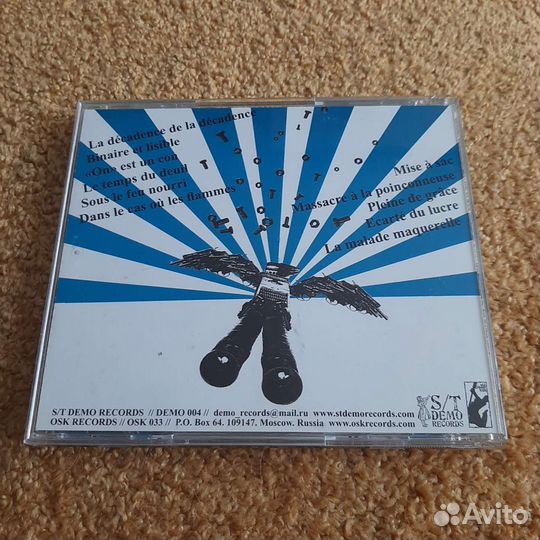 La décadence de la décadence
Binaire et lisible
«On» est un con
Le temps du deuil
Sous le feu nourri
Dans le cas où les flammes
Mise à sac
Massacre à la poinconneuse
Pleine de grâce
Ecarté du lucre
La malade maquerelle
S/T DEMO RECORDS // DEMO 004 // demo_records@mail.ru www.stdemorecords.com
OSK RECORDS // OSK 033 // P.O. Box 64. 109147. Moscow. Russia www.oskrecords.com
S/T
DEMO
RECORDS
Avito